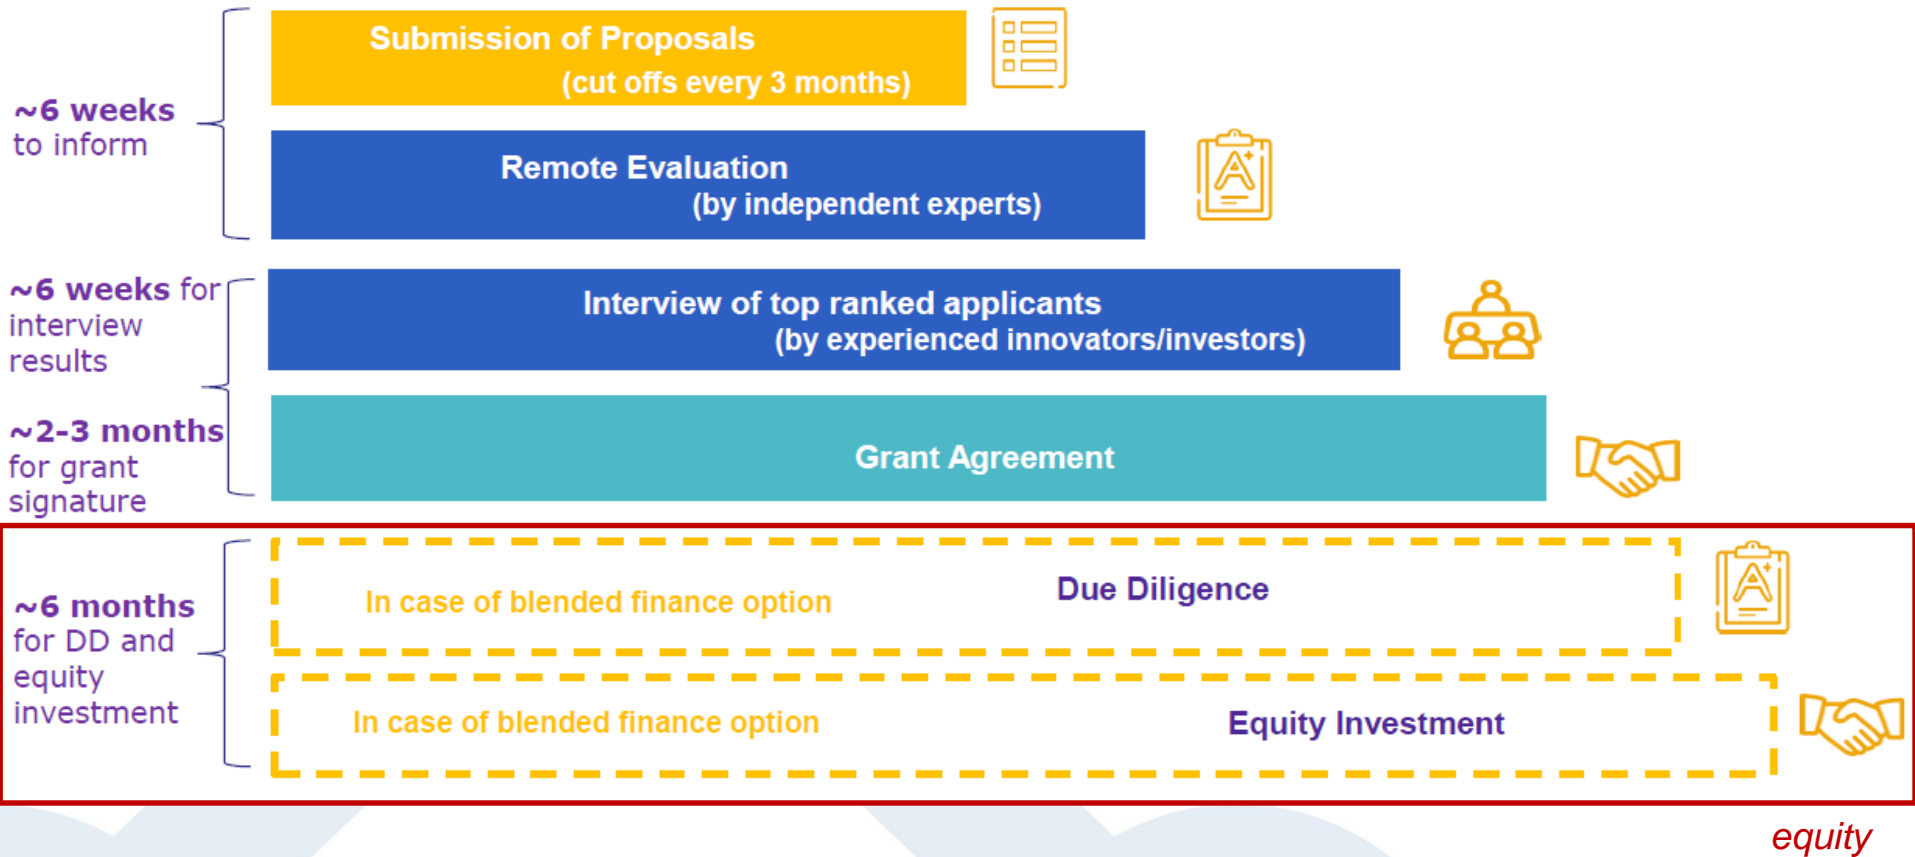 Submission of Proposals
(cut offs every 3 months)
~6 weeks
to inform
Remote Evaluation
(by independent experts)
~6 weeks for
interview
results
Interview of top ranked applicants
(by experienced innovators/investors)
~2-3 months
for grant
signature
Grant Agreement
~6 months
for DD and
equity
investment
In case of blended finance option
Due Diligence
In case of blended finance option
Equity Investment
equity